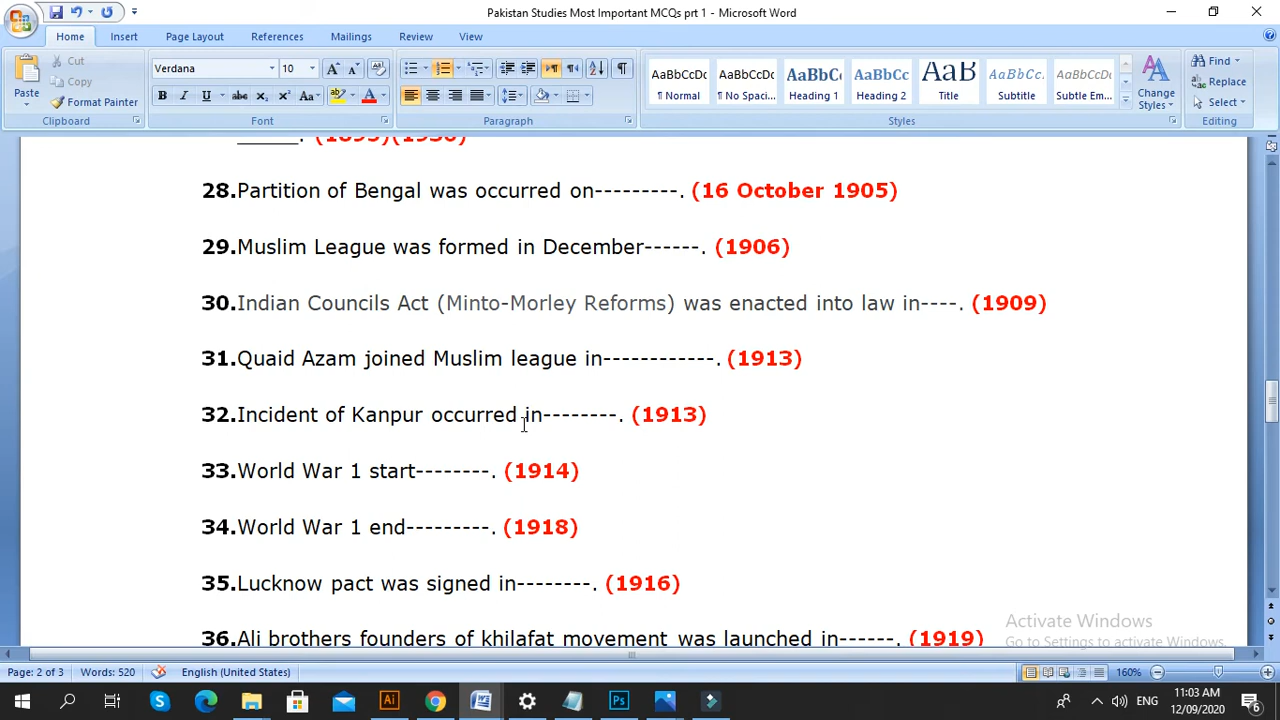 Pakistan Studies Most Important MCQs prt 1 - Microsoft Word
Home Insert Page Layout References Mailings Review View
Paste
Cut
Copy
Format Painter
Clipboard
Verdana 10
Font
Paragraph
AaBbCcDc AaBbCcDc AaBbC AaBbCc AaB AaBbCc. AaBbCcDc
¶ Normal ¶ No Spaci... Heading 1 Heading 2 Title Subtitle Subtle Em...
Change Styles
Styles
Find
Replace
Select
Editing
______. (1895)(1936)
28.Partition of Bengal was occurred on---------. (16 October 1905)
29.Muslim League was formed in December------. (1906)
30.Indian Councils Act (Minto-Morley Reforms) was enacted into law in----. (1909)
31.Quaid Azam joined Muslim league in------------. (1913)
32.Incident of Kanpur occurred in--------. (1913)
33.World War 1 start--------. (1914)
34.World War 1 end---------. (1918)
35.Lucknow pact was signed in--------. (1916)
36.Ali brothers founders of khilafat movement was launched in------. (1919)
Activate Windows
Go to Settings to activate Windows.
Page: 2 of 3 Words: 520 English (United States) 160%
ENG 11:03 AM
12/09/2020 6